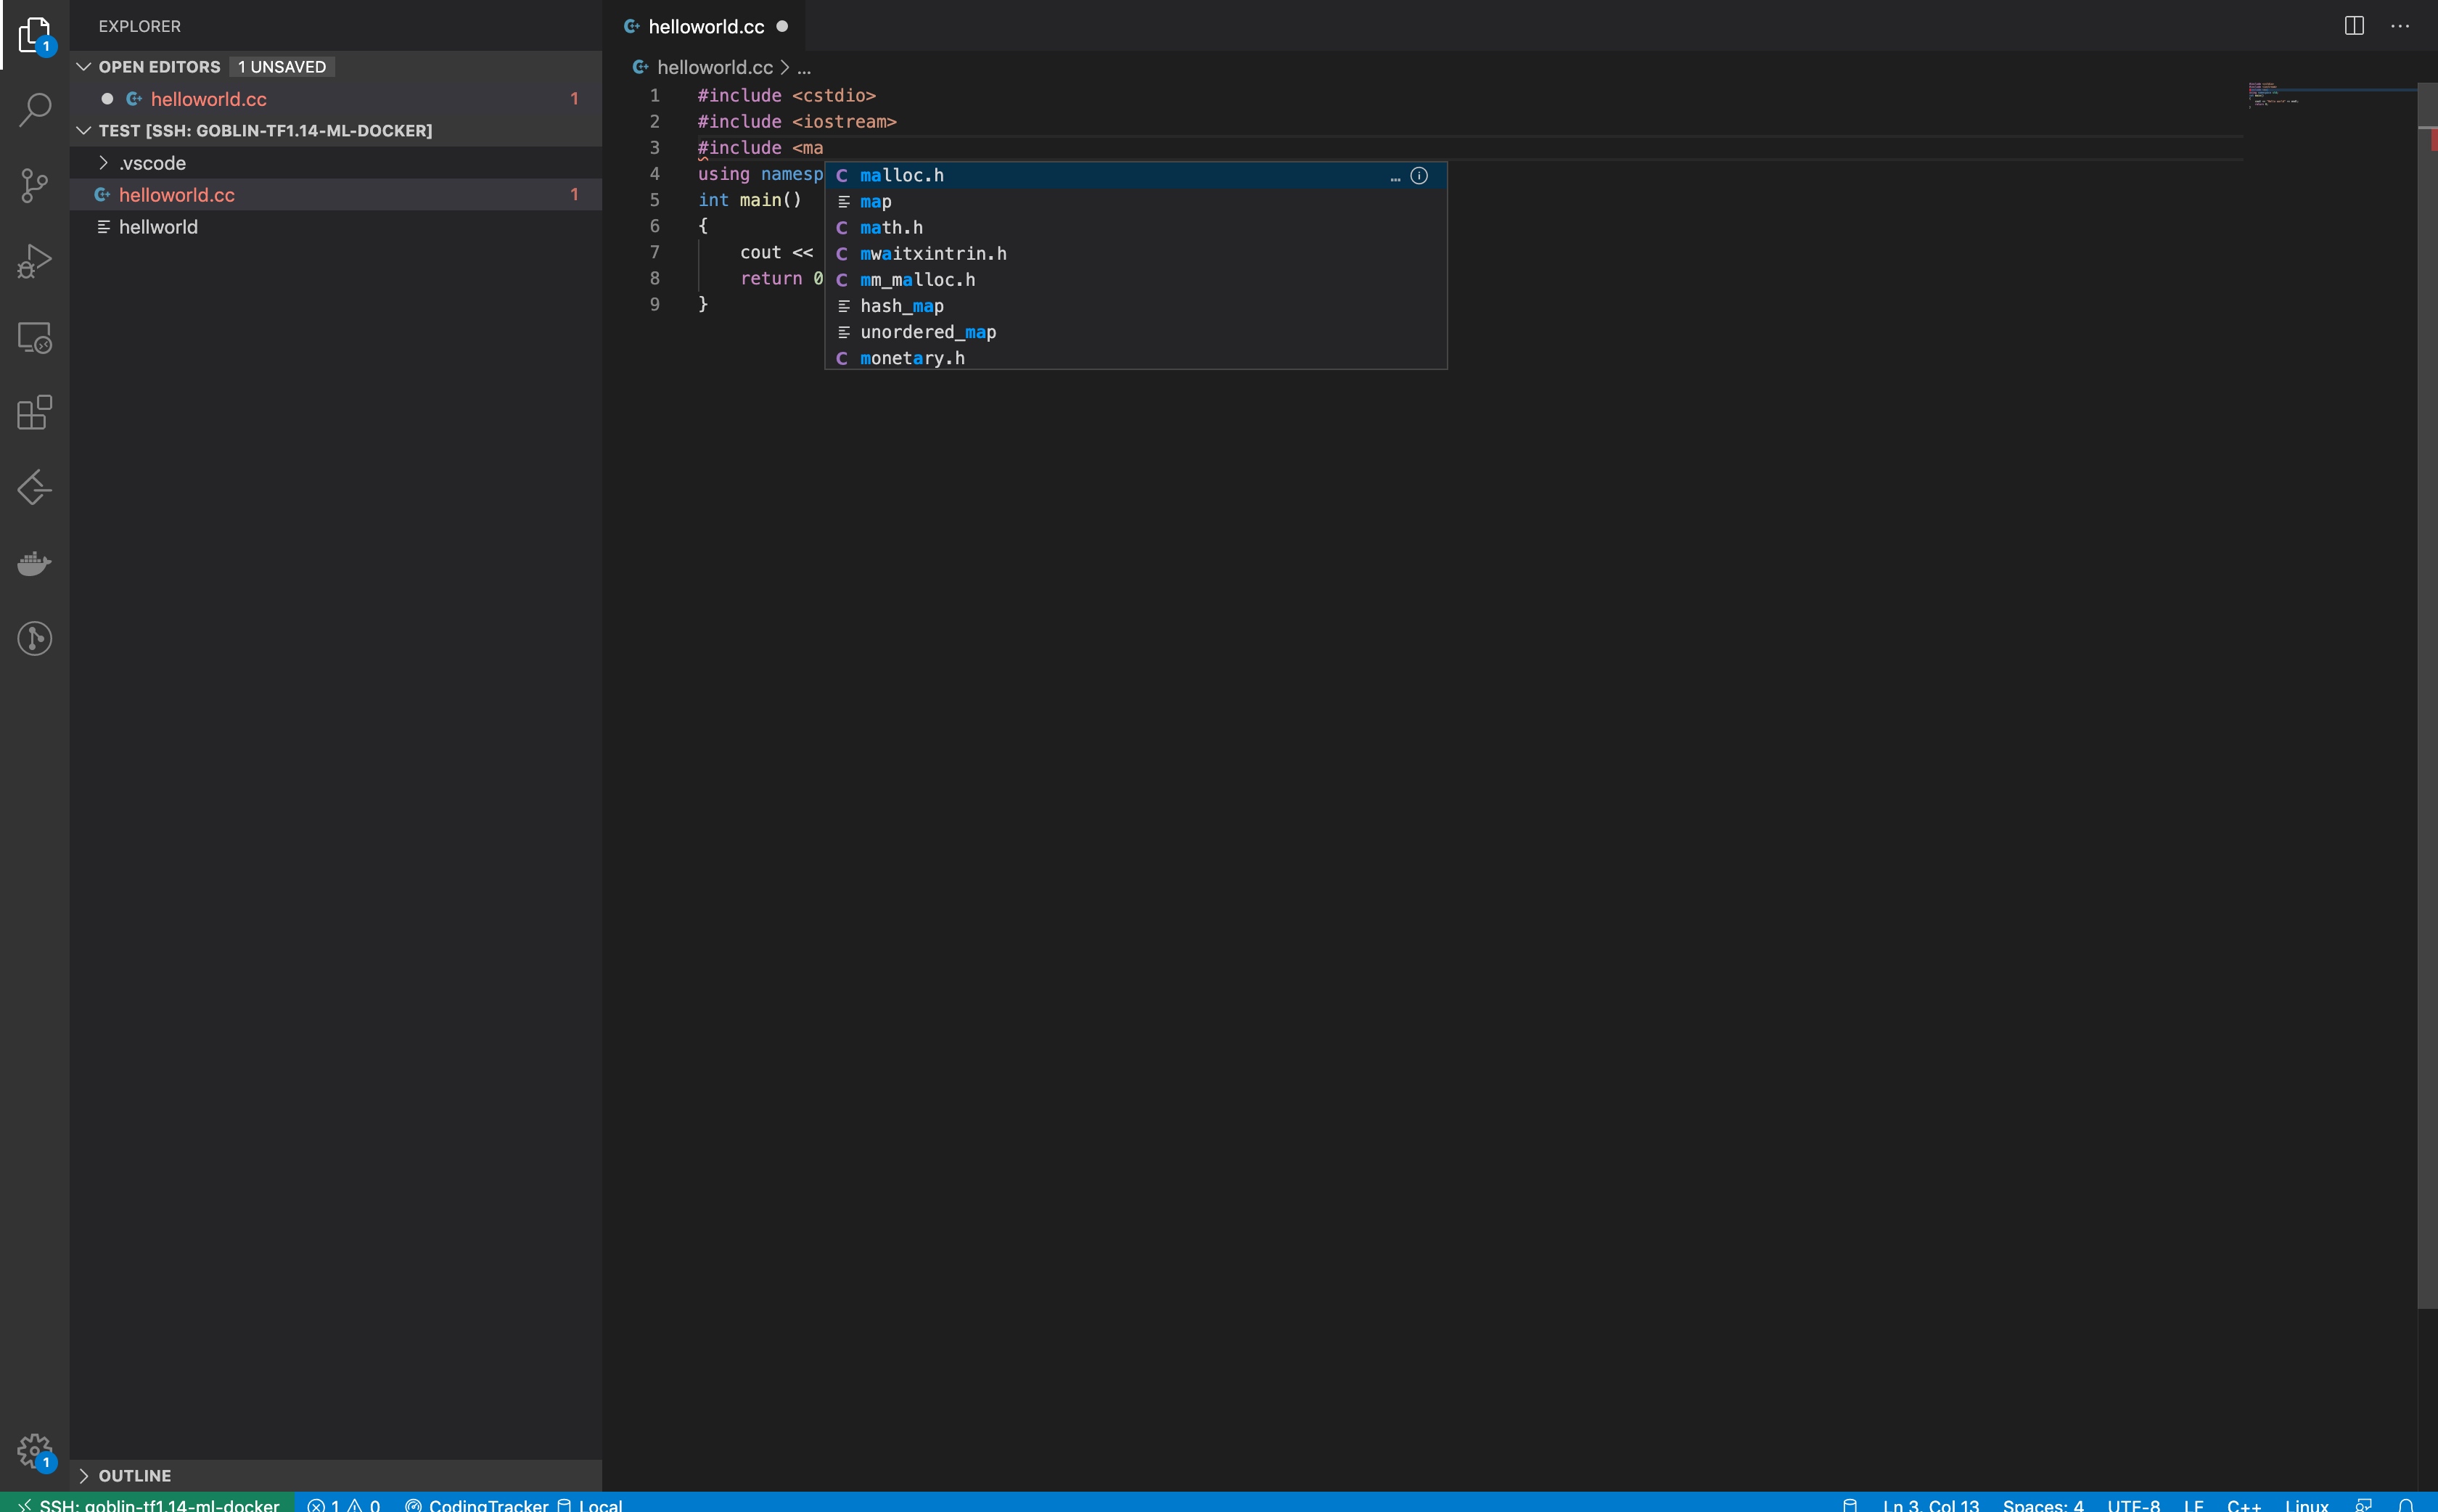 EXPLORER
OPEN EDITORS 1 UNSAVED
helloworld.cc 1
TEST [SSH: GOBLIN-TF1.14-ML-DOCKER]
.vscode
helloworld.cc 1
hellworld
OUTLINE
1
1
helloworld.cc
helloworld.cc > ...
1 #include <cstdio>
2 #include <iostream>
3 #include <ma
4 using namesp
5 int main()
6 {
7 cout <<
8 return 0
9 }
malloc.h ...
map
math.h
mwaitxintrin.h
mm_malloc.h
hash_map
unordered_map
monetary.h
SSH: goblin-tf1.14-ml-docker 1 0 CodingTracker Local Ln 3, Col 13 Spaces: 4 UTF-8 LF C++ Linux